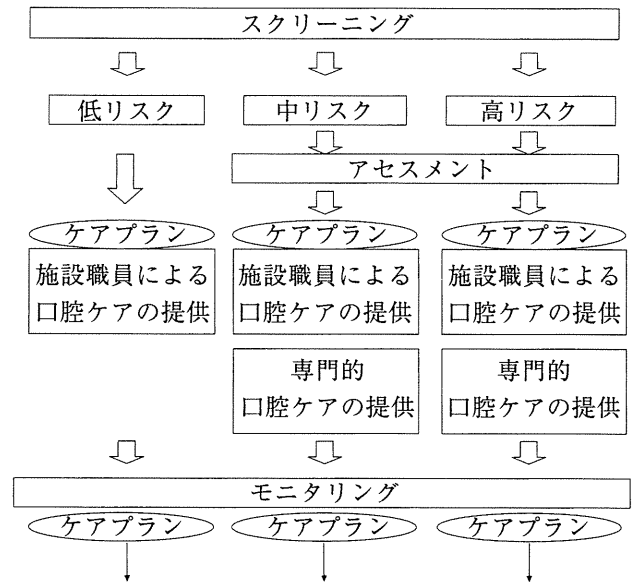 スクリーニング
低リスク
中リスク
高リスク
アセスメント
ケアプラン
ケアプラン
ケアプラン
施設職員による
口腔ケアの提供
施設職員による
口腔ケアの提供
施設職員による
口腔ケアの提供
専門的
口腔ケアの提供
専門的
口腔ケアの提供
モニタリング
ケアプラン
ケアプラン
ケアプラン